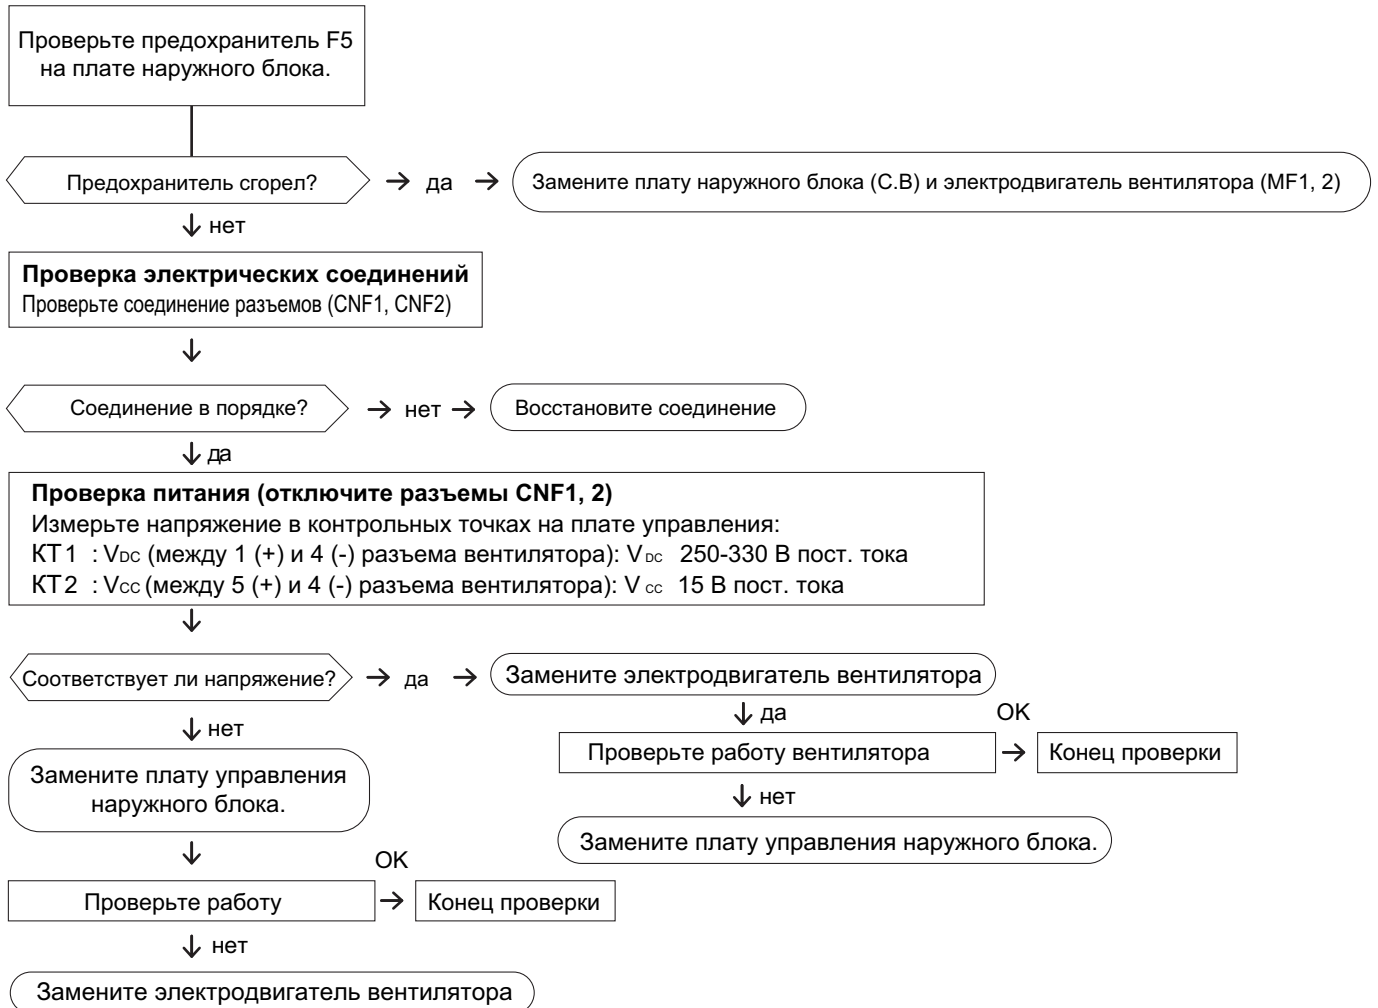 Проверьте предохранитель F5
на плате наружного блока.
Предохранитель сгорел?
да
Замените плату наружного блока (C.B) и электродвигатель вентилятора (MF1, 2)
нет
Проверка электрических соединений
Проверьте соединение разъемов (CNF1, CNF2)
Соединение в порядке?
нет
Восстановите соединение
да
Проверка питания (отключите разъемы CNF1, 2)
Измерьте напряжение в контрольных точках на плате управления:
КТ1 : VDC (между 1 (+) и 4 (-) разъема вентилятора): VDC 250-330 В пост. тока
КТ2 : VCC (между 5 (+) и 4 (-) разъема вентилятора): VCC 15 В пост. тока
Соответствует ли напряжение?
да
Замените электродвигатель вентилятора
да
OK
Проверьте работу вентилятора
Конец проверки
нет
Замените плату управления наружного блока.
нет
Замените плату управления
наружного блока.
OK
Проверьте работу
Конец проверки
нет
Замените электродвигатель вентилятора